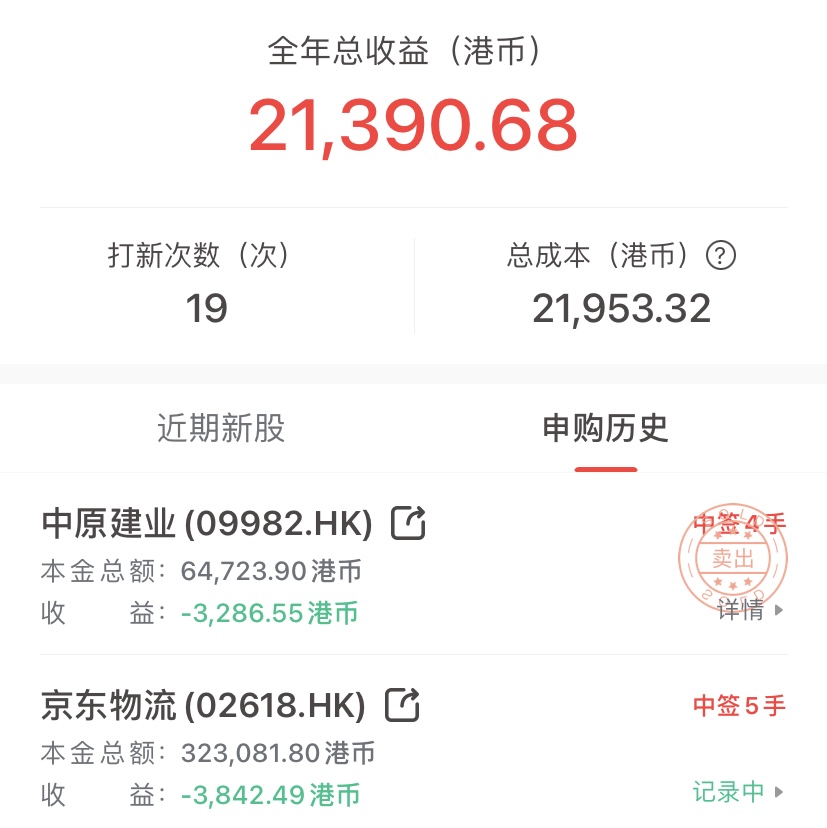 全年总收益（港币）
21,390.68
打新次数（次） 总成本（港币）?
19 21,953.32
近期新股 申购历史
中原建业(09982.HK) 中签4手
本金总额：64,723.90港币 卖出
收益：-3,286.55港币 详情
京东物流(02618.HK) 中签5手
本金总额：323,081.80港币
收益：-3,842.49港币 记录中